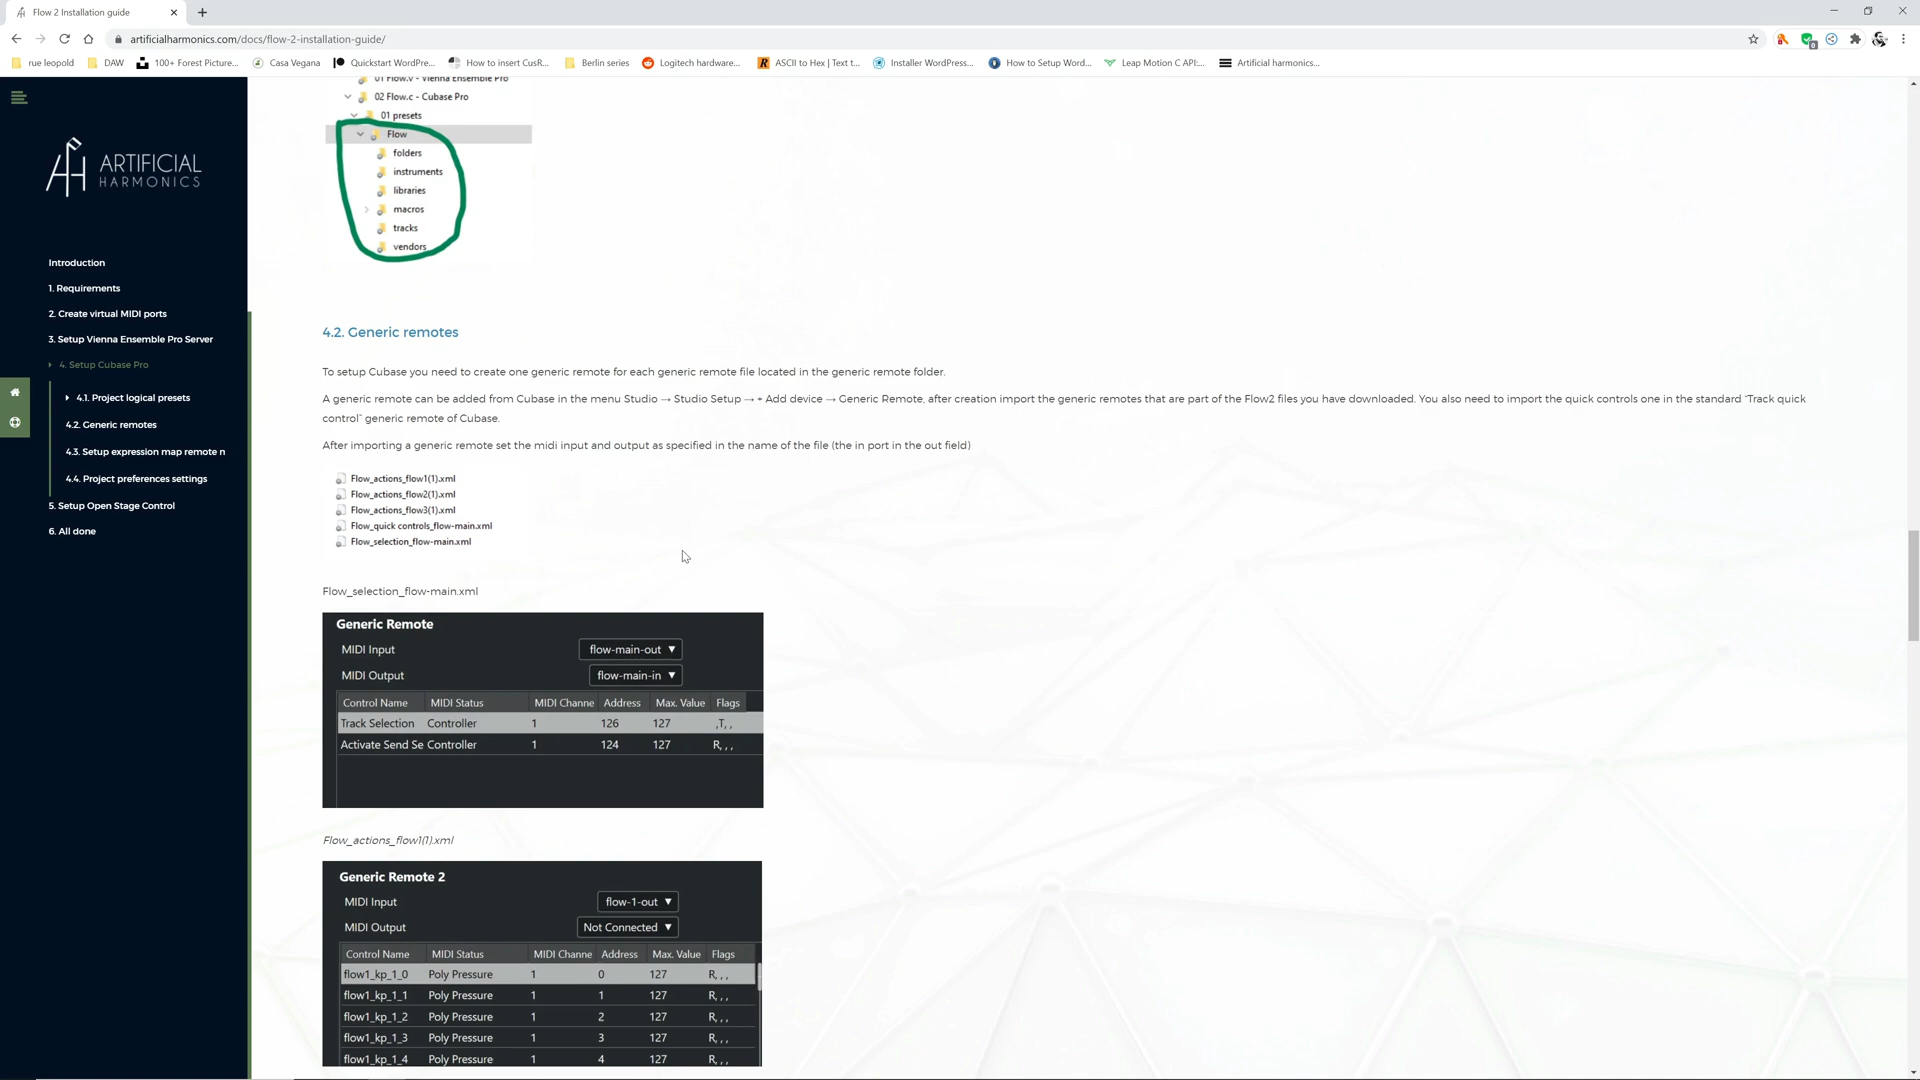 Flow 2 Installation guide
artificialharmonics.com/docs/flow-2-installation-guide/
rue leopold
DAW
100+ Forest Picture...
Casa Vegana
Quickstart WordPre...
How to insert CusR...
Berlin series
Logitech hardware...
ASCII to Hex | Text t...
Installer WordPress...
How to Setup Word...
Leap Motion C API:...
Artificial harmonics...
0
ARTIFICIAL
HARMONICS
Introduction
1. Requirements
2. Create virtual MIDI ports
3. Setup Vienna Ensemble Pro Server
4. Setup Cubase Pro
4.1. Project logical presets
4.2. Generic remotes
4.3. Setup expression map remote n
4.4. Project preferences settings
5. Setup Open Stage Control
6. All done
01 Flow.v - Vienna Ensemble Pro
02 Flow.c - Cubase Pro
01 presets
Flow
folders
instruments
libraries
macros
tracks
vendors
4.2. Generic remotes
To setup Cubase you need to create one generic remote for each generic remote file located in the generic remote folder.
A generic remote can be added from Cubase in the menu Studio → Studio Setup → + Add device → Generic Remote, after creation import the generic remotes that are part of the Flow2 files you have downloaded. You also need to import the quick controls one in the standard “Track quick
control” generic remote of Cubase.
After importing a generic remote set the midi input and output as specified in the name of the file (the in port in the out field)
Flow_actions_flow1(1).xml
Flow_actions_flow2(1).xml
Flow_actions_flow3(1).xml
Flow_quick controls_flow-main.xml
Flow_selection_flow-main.xml
Flow_selection_flow-main.xml
Generic Remote
MIDI Input flow-main-out
MIDI Output flow-main-in
Control Name MIDI Status MIDI Channe Address Max. Value Flags
Track Selection Controller 1 126 127 ,T, ,
Activate Send Se Controller 1 124 127 R, , ,
Flow_actions_flow1(1).xml
Generic Remote 2
MIDI Input flow-1-out
MIDI Output Not Connected
Control Name MIDI Status MIDI Channe Address Max. Value Flags
flow1_kp_1_0 Poly Pressure 1 0 127 R, , ,
flow1_kp_1_1 Poly Pressure 1 1 127 R, , ,
flow1_kp_1_2 Poly Pressure 1 2 127 R, , ,
flow1_kp_1_3 Poly Pressure 1 3 127 R, , ,
flow1_kp_1_4 Poly Pressure 1 4 127 R, , ,